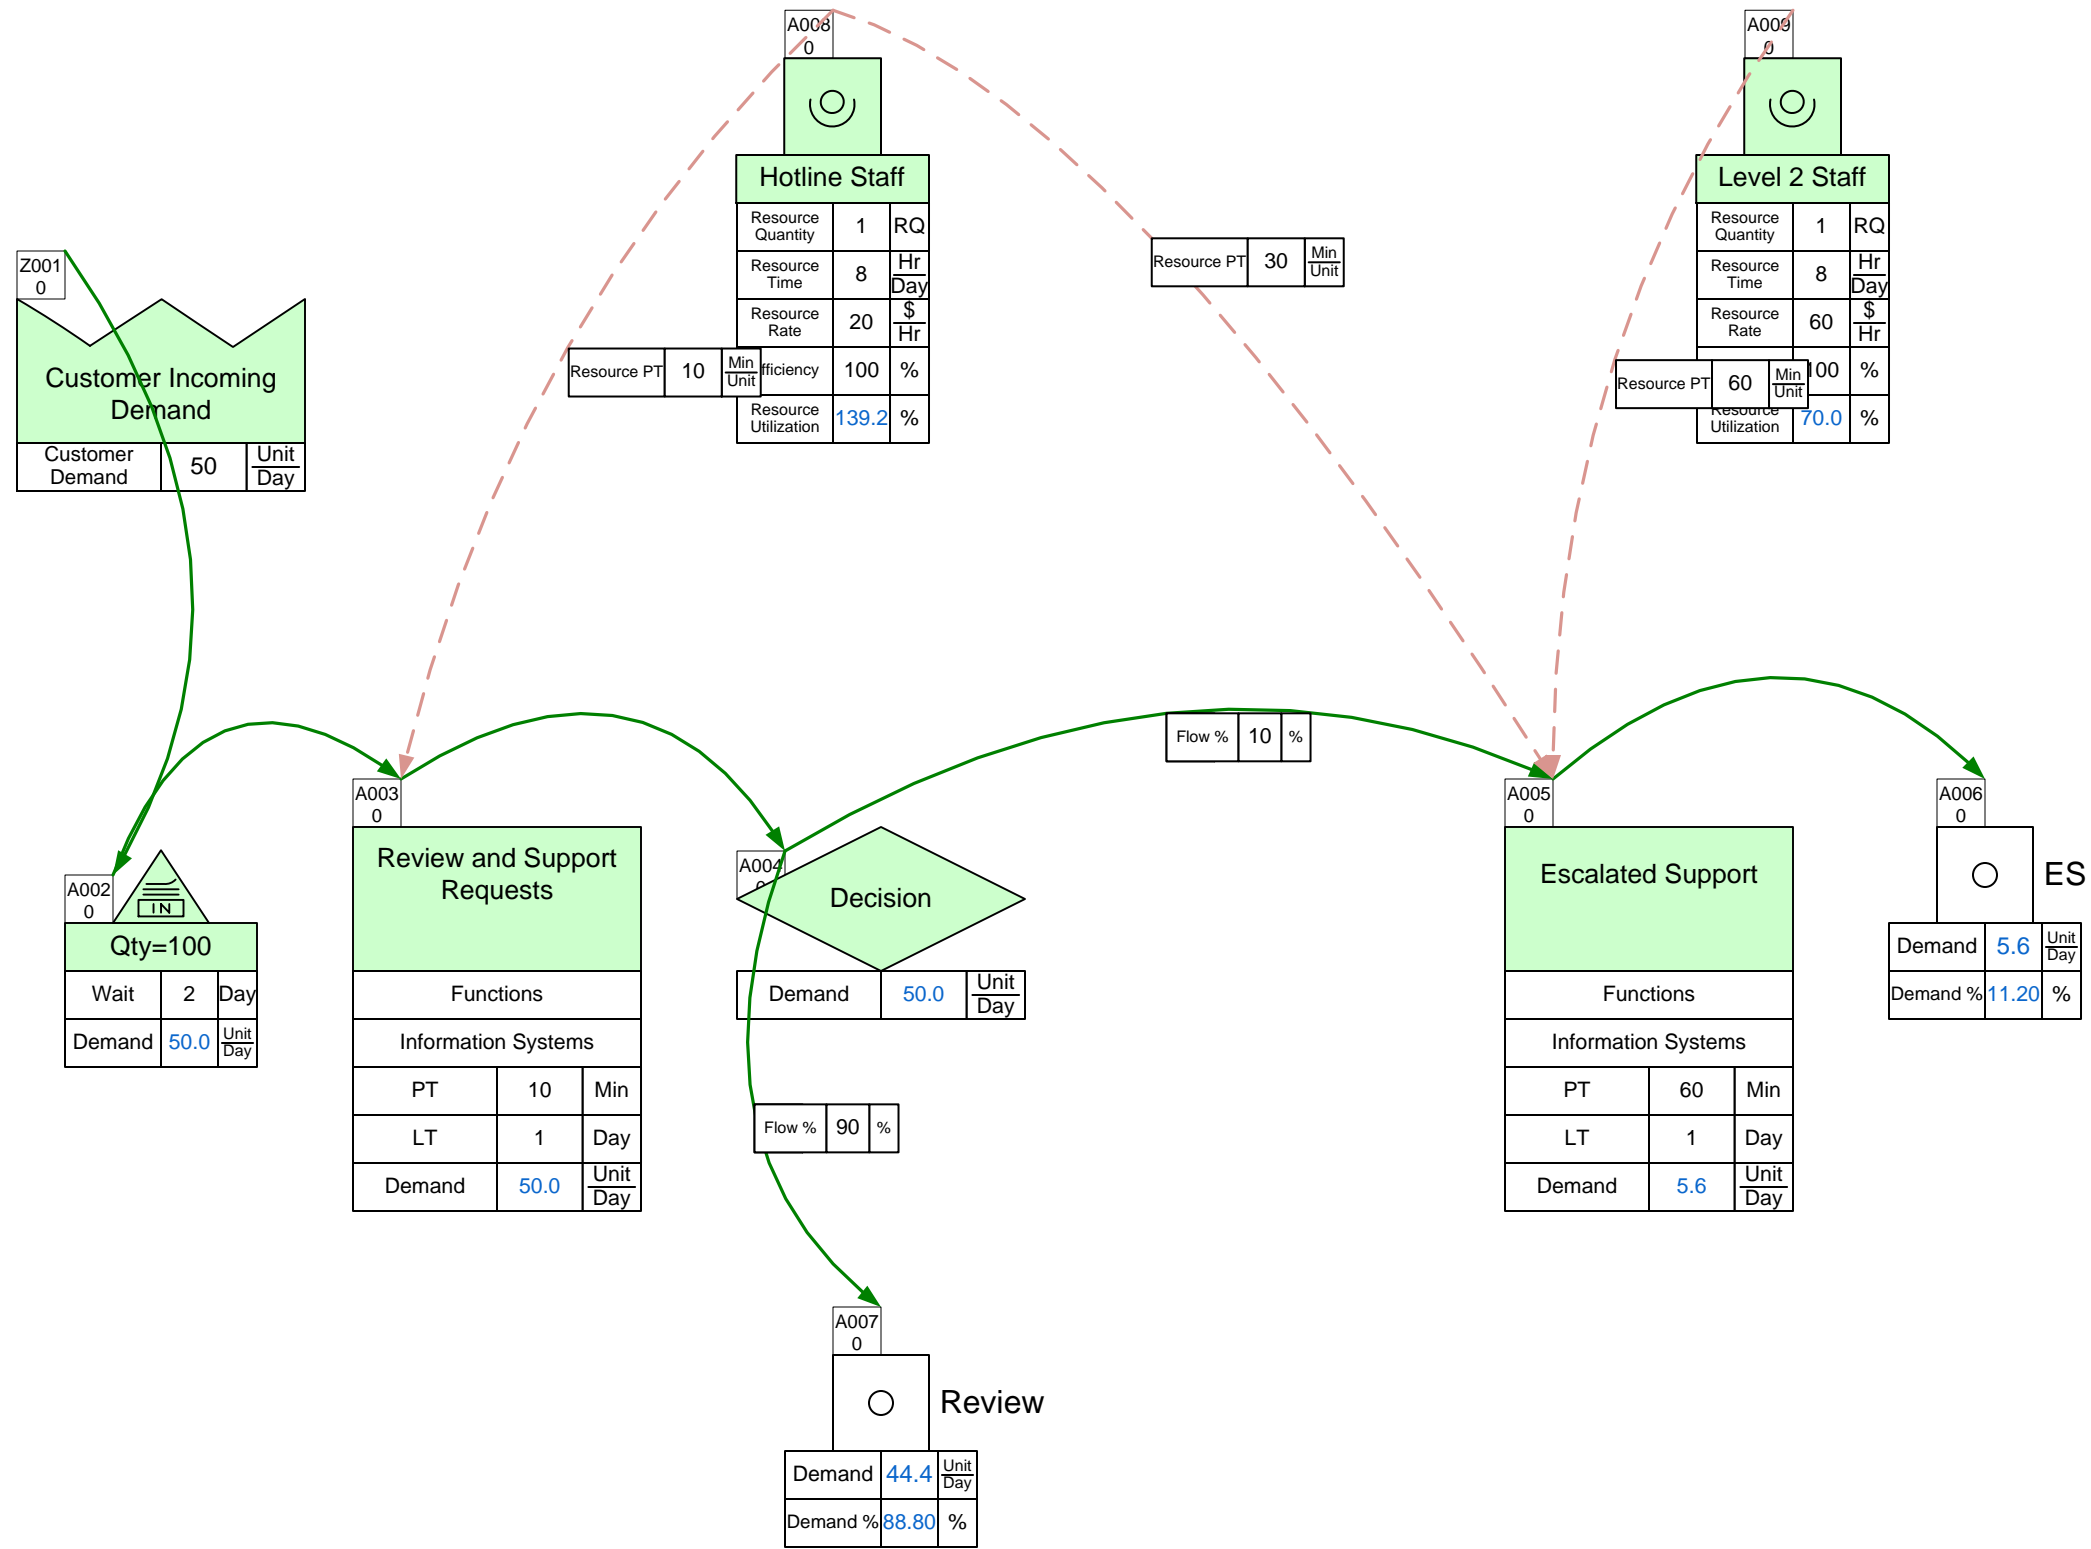 A008
0
A009
0
Hotline Staff
Resource
Quantity
1
RQ
Resource
Time
8
Hr
Day
Resource
Rate
20
$
Hr
fficiency
100
%
Resource
Utilization
139.2
%
Level 2 Staff
Resource
Quantity
1
RQ
Resource
Time
8
Hr
Day
Resource
Rate
60
$
Hr
100
%
Resource
Utilization
70.0
%
Resource PT
30
Min
Unit
Resource PT
10
Min
Unit
Resource PT
60
Min
Unit
Z001
0
Customer Incoming
Demand
Customer
Demand
50
Unit
Day
Flow %
10
%
A002
0
IN
Qty=100
Wait
2
Day
Demand
50.0
Unit
Day
A003
0
Review and Support
Requests
Functions
Information Systems
PT
10
Min
LT
1
Day
Demand
50.0
Unit
Day
A004
Decision
Demand
50.0
Unit
Day
Flow %
90
%
A005
0
Escalated Support
Functions
Information Systems
PT
60
Min
LT
1
Day
Demand
5.6
Unit
Day
A006
0
ES
Demand
5.6
Unit
Day
Demand %
11.20
%
A007
0
Review
Demand
44.4
Unit
Day
Demand %
88.80
%